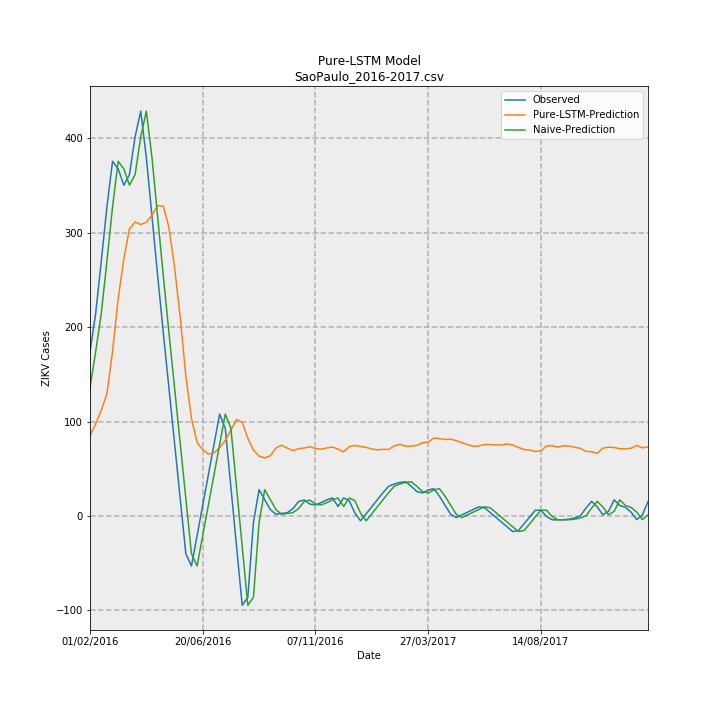 Pure-LSTM Model
SaoPaulo_2016-2017.csv
Observed
Pure-LSTM-Prediction
Naive-Prediction
ZIKV Cases
400
300
200
100
0
−100
01/02/2016 20/06/2016 07/11/2016 27/03/2017 14/08/2017
Date